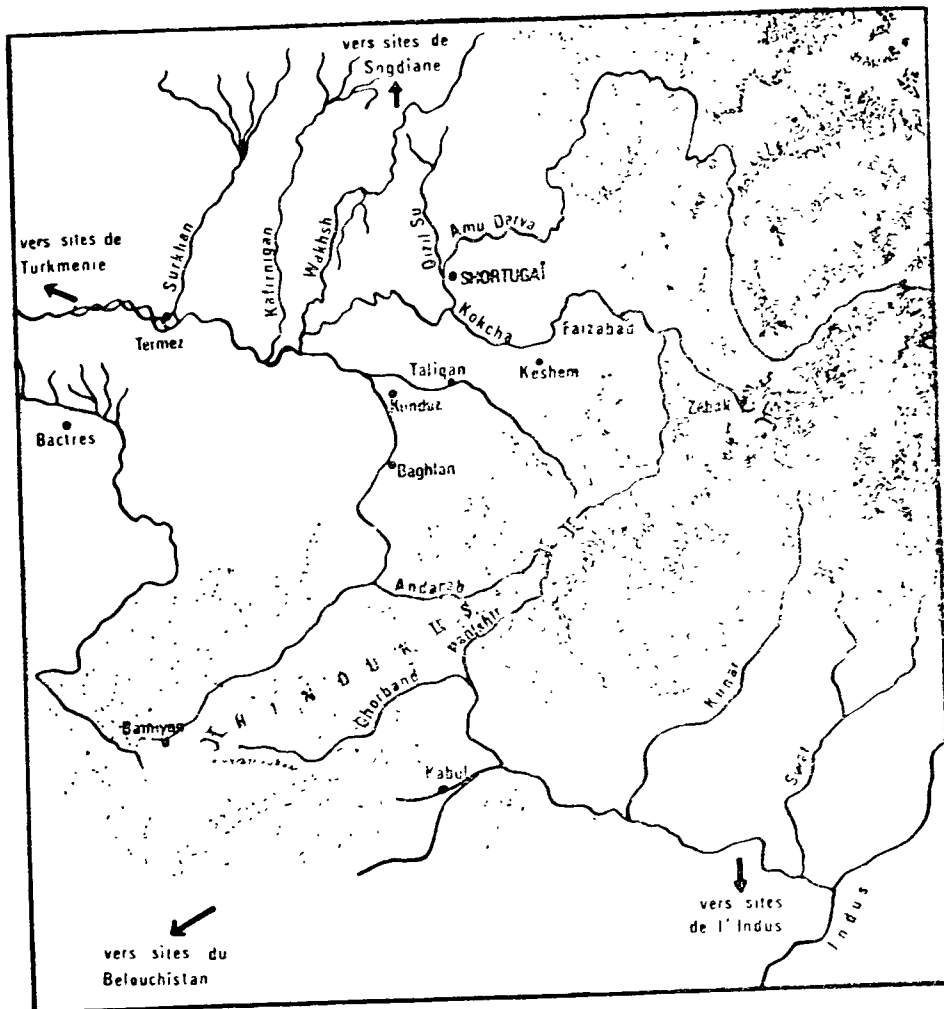 vers sites de
Sogdiane
vers sites de
Turkmenie
Surkhan
Kafirnigan
Wakhsh
Qizil Su
Amu Darya
SHORTUGAÏ
Kokcha
Faizabad
Termez
Taliqan
Keshem
Kunduz
Zebak
Bactres
Baghlan
Andarab
HINDUKUS
Panjshir
Ghorband
Kunar
Bamiyan
Swat
Kabul
vers sites
de l'Indus
Indus
vers sites du
Belouchistan